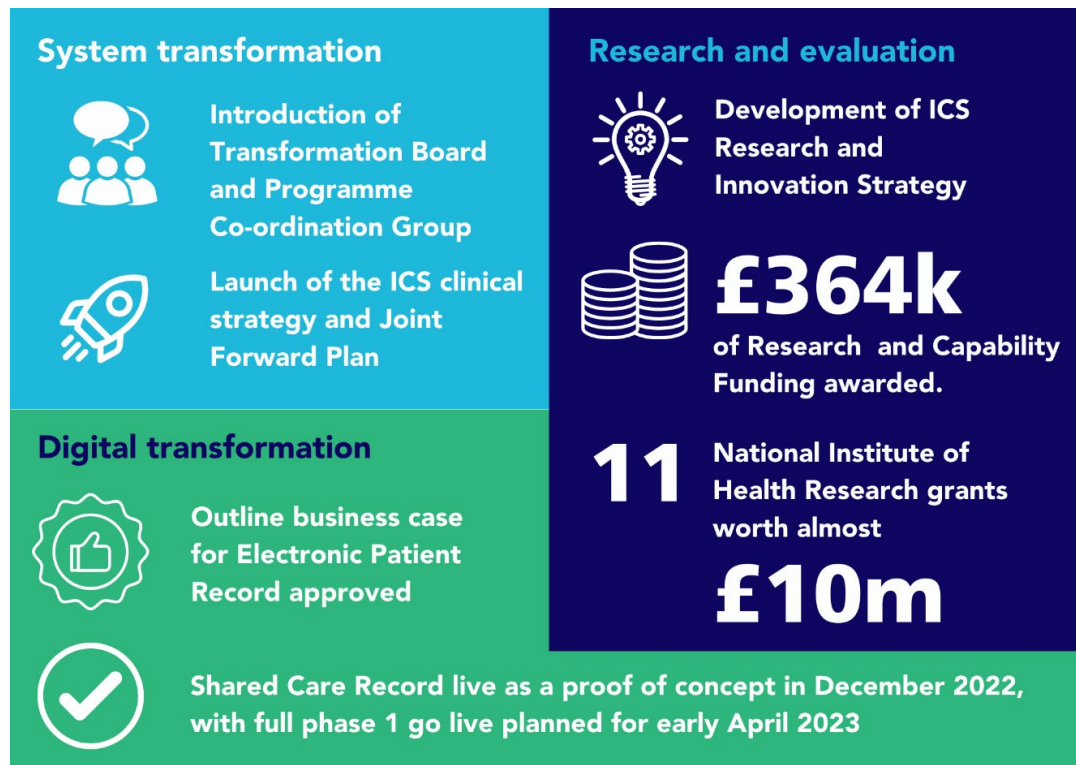 System transformation
Introduction of
Transformation Board
and Programme
Co-ordination Group
Launch of the ICS clinical
strategy and Joint
Forward Plan
Research and evaluation
Development of ICS
Research and
Innovation Strategy
£364k
of Research and Capability
Funding awarded.
11
National Institute of
Health Research grants
worth almost
£10m
Digital transformation
Outline business case
for Electronic Patient
Record approved
Shared Care Record live as a proof of concept in December 2022,
with full phase 1 go live planned for early April 2023